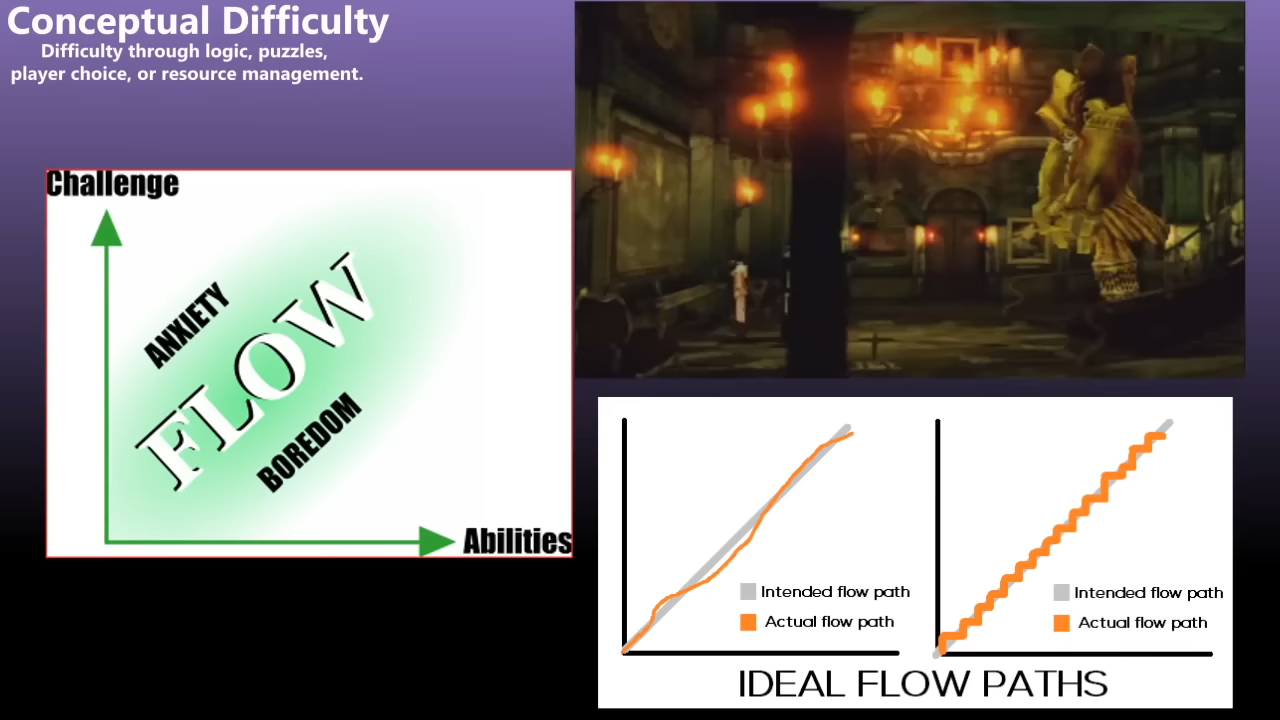 Conceptual Difficulty
Difficulty through logic, puzzles,
player choice, or resource management.
Challenge
ANXIETY
FLOW
BOREDOM
Abilities
Intended flow path
Actual flow path
Intended flow path
Actual flow path
IDEAL FLOW PATHS